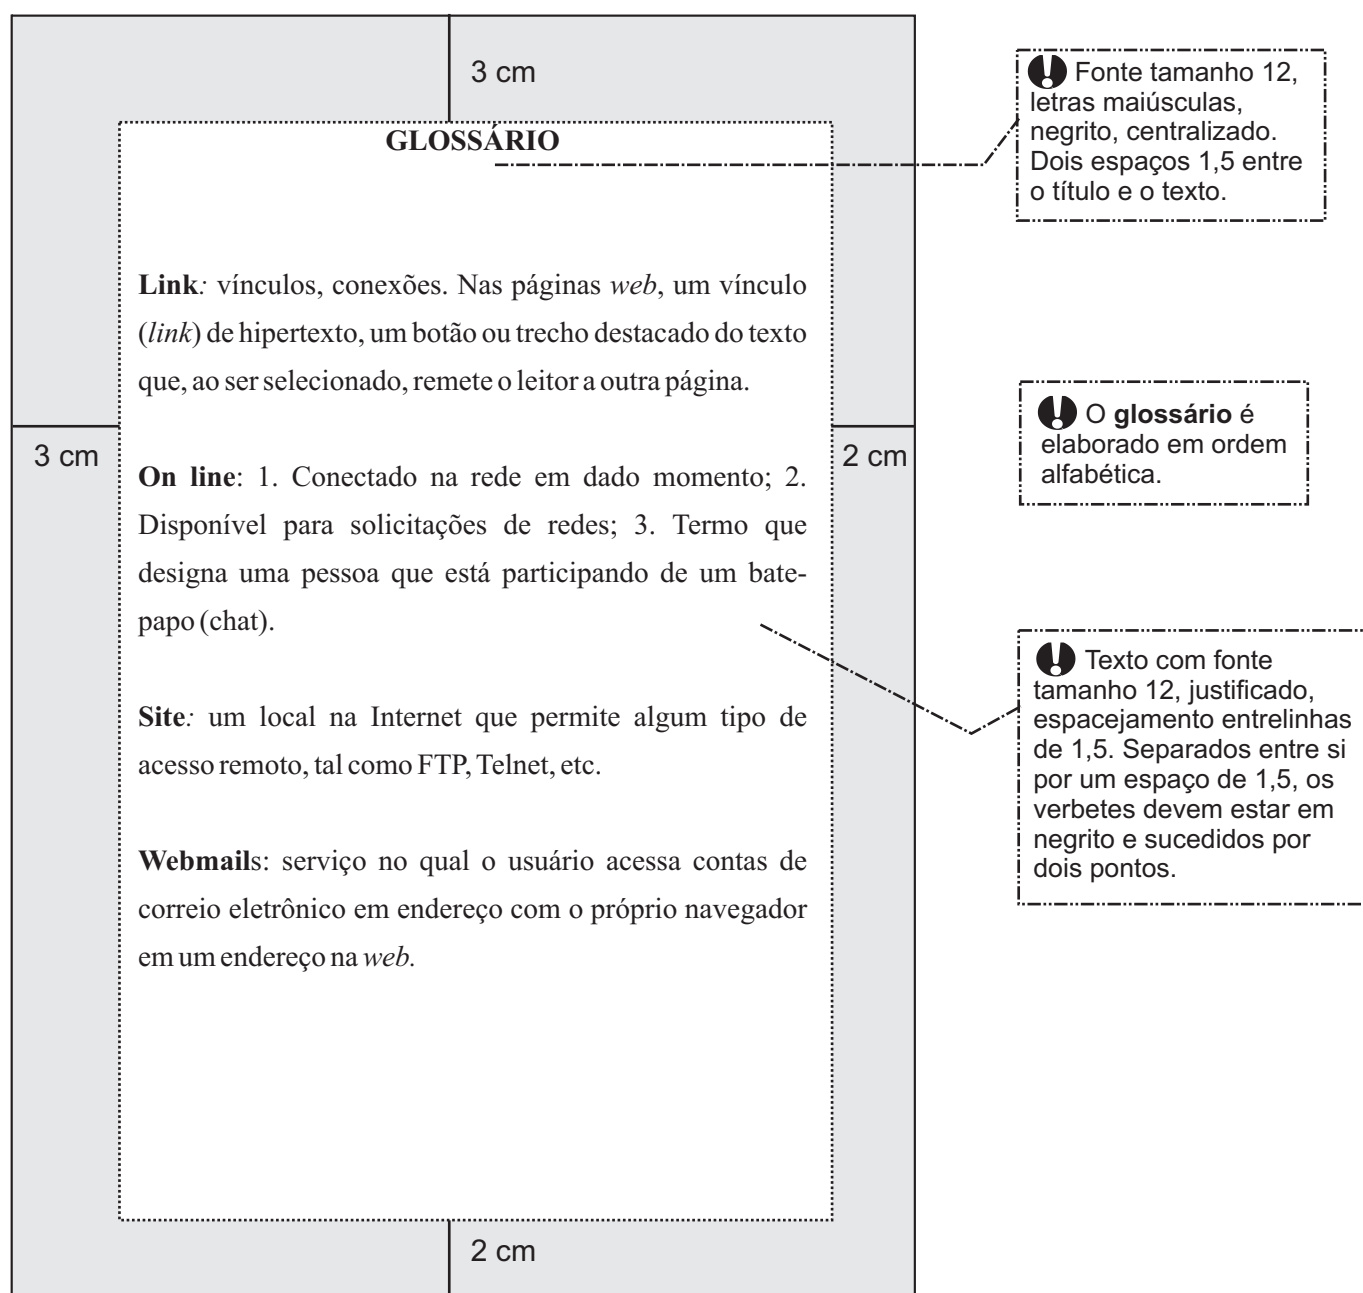 3 cm
GLOSSÁRIO
Link: vínculos, conexões. Nas páginas web, um vínculo
(link) de hipertexto, um botão ou trecho destacado do texto
que, ao ser selecionado, remete o leitor a outra página.
3 cm
2 cm
On line: 1. Conectado na rede em dado momento; 2.
Disponível para solicitações de redes; 3. Termo que
designa uma pessoa que está participando de um bate-
papo (chat).
Site: um local na Internet que permite algum tipo de
acesso remoto, tal como FTP, Telnet, etc.
Webmails: serviço no qual o usuário acessa contas de
correio eletrônico em endereço com o próprio navegador
em um endereço na web.
2 cm
Fonte tamanho 12,
letras maiúsculas,
negrito, centralizado.
Dois espaços 1,5 entre
o título e o texto.
O glossário é
elaborado em ordem
alfabética.
Texto com fonte
tamanho 12, justificado,
espacejamento entrelinhas
de 1,5. Separados entre si
por um espaço de 1,5, os
verbetes devem estar em
negrito e sucedidos por
dois pontos.